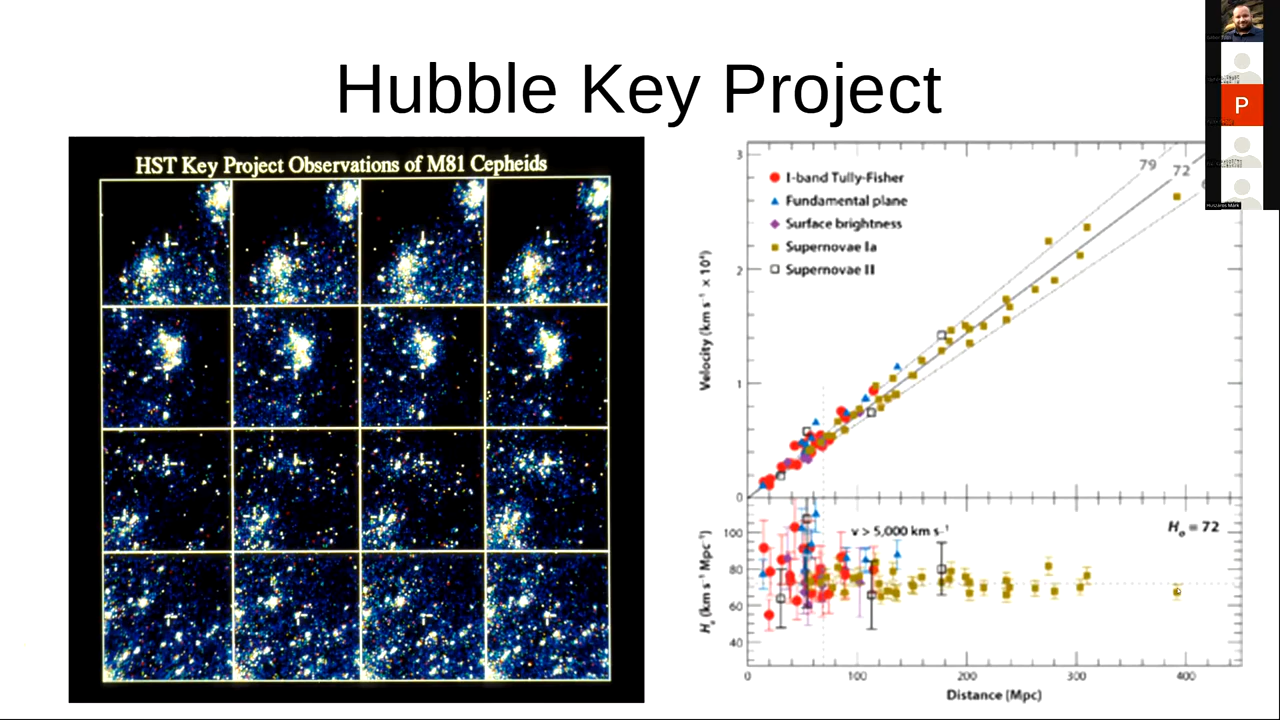 Hubble Key Project
HST Key Project Observations of M81 Cepheids
I-band Tully-Fisher
Fundamental plane
Surface brightness
Supernovae Ia
Supernovae II
79
72
Velocity (km s⁻¹ x 10⁴)
3
2
1
0
v > 5,000 km s⁻¹
H₀ = 72
H₀ (km s⁻¹ Mpc⁻¹)
100
80
60
40
0 100 200 300 400
Distance (Mpc)
P